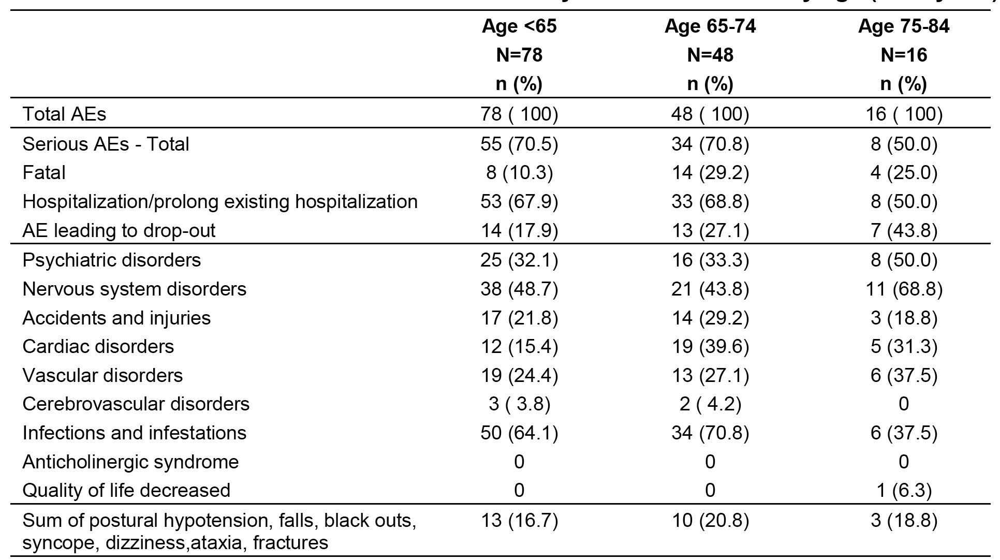 Age <65 Age 65-74 Age 75-84
N=78 N=48 N=16
n (%) n (%) n (%)
Total AEs 78 ( 100) 48 ( 100) 16 ( 100)
Serious AEs - Total 55 (70.5) 34 (70.8) 8 (50.0)
Fatal 8 (10.3) 14 (29.2) 4 (25.0)
Hospitalization/prolong existing hospitalization 53 (67.9) 33 (68.8) 8 (50.0)
AE leading to drop-out 14 (17.9) 13 (27.1) 7 (43.8)
Psychiatric disorders 25 (32.1) 16 (33.3) 8 (50.0)
Nervous system disorders 38 (48.7) 21 (43.8) 11 (68.8)
Accidents and injuries 17 (21.8) 14 (29.2) 3 (18.8)
Cardiac disorders 12 (15.4) 19 (39.6) 5 (31.3)
Vascular disorders 19 (24.4) 13 (27.1) 6 (37.5)
Cerebrovascular disorders 3 ( 3.8) 2 ( 4.2) 0
Infections and infestations 50 (64.1) 34 (70.8) 6 (37.5)
Anticholinergic syndrome 0 0 0
Quality of life decreased 0 0 1 (6.3)
Sum of postural hypotension, falls, black outs, 13 (16.7) 10 (20.8) 3 (18.8)
syncope, dizziness,ataxia, fractures